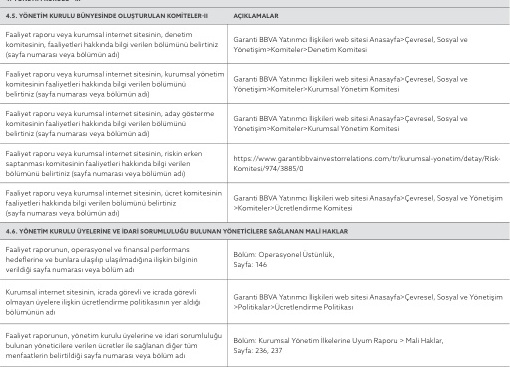 4.5. YÖNETİM KURULU BÜNYESİNDE OLUŞTURULAN KOMİTELER-II
AÇIKLAMALAR
Faaliyet raporu veya kurumsal internet sitesinin, denetim
komitesinin, faaliyetleri hakkında bilgi verilen bölümünü belirtiniz
(sayfa numarası veya bölümün adı)
Garanti BBVA Yatırımcı İlişkileri web sitesi Anasayfa>Çevresel, Sosyal ve
Yönetişim>Komiteler>Denetim Komitesi
Faaliyet raporu veya kurumsal internet sitesinin, kurumsal yönetim
komitesinin faaliyetleri hakkında bilgi verilen bölümünü
belirtiniz (sayfa numarası veya bölümün adı)
Garanti BBVA Yatırımcı İlişkileri web sitesi Anasayfa>Çevresel, Sosyal ve
Yönetişim>Komiteler>Kurumsal Yönetim Komitesi
Faaliyet raporu veya kurumsal internet sitesinin, aday gösterme
komitesinin faaliyetleri hakkında bilgi verilen bölümünü
belirtiniz (sayfa numarası veya bölümün adı)
Garanti BBVA Yatırımcı İlişkileri web sitesi Anasayfa>Çevresel, Sosyal ve
Yönetişim>Komiteler>Kurumsal Yönetim Komitesi
Faaliyet raporu veya kurumsal internet sitesinin, riskin erken
saptanması komitesinin faaliyetleri hakkında bilgi verilen
bölümünü belirtiniz (sayfa numarası veya bölümün adı)
https://www.garantibbvainvestorrelations.com/tr/kurumsal-yonetim/detay/Risk-
Komitesi/974/3885/0
Faaliyet raporu veya kurumsal internet sitesinin, ücret komitesinin
faaliyetleri hakkında bilgi verilen bölümünü belirtiniz
(sayfa numarası veya bölümün adı)
Garanti BBVA Yatırımcı İlişkileri web sitesi Anasayfa>Çevresel, Sosyal ve Yönetişim
>Komiteler>Ücretlendirme Komitesi
4.6. YÖNETİM KURULU ÜYELERİNE VE İDARİ SORUMLULUĞU BULUNAN YÖNETİCİLERE SAĞLANAN MALİ HAKLAR
Faaliyet raporunun, operasyonel ve finansal performans
hedeflerine ve bunlara ulaşılıp ulaşılmadığına ilişkin bilginin
verildiği sayfa numarası veya bölüm adı
Bölüm: Operasyonel Üstünlük,
Sayfa: 146
Kurumsal internet sitesinin, icrada görevli ve icrada görevli
olmayan üyelere ilişkin ücretlendirme politikasının yer aldığı
bölümünün adı
Garanti BBVA Yatırımcı İlişkileri web sitesi Anasayfa>Çevresel, Sosyal ve Yönetişim
>Politikalar>Ücretlendirme Politikası
Faaliyet raporunun, yönetim kurulu üyelerine ve idari sorumluluğu
bulunan yöneticilere verilen ücretler ile sağlanan diğer tüm
menfaatlerin belirtildiği sayfa numarası veya bölüm adı
Bölüm: Kurumsal Yönetim İlkelerine Uyum Raporu > Mali Haklar,
Sayfa: 236, 237